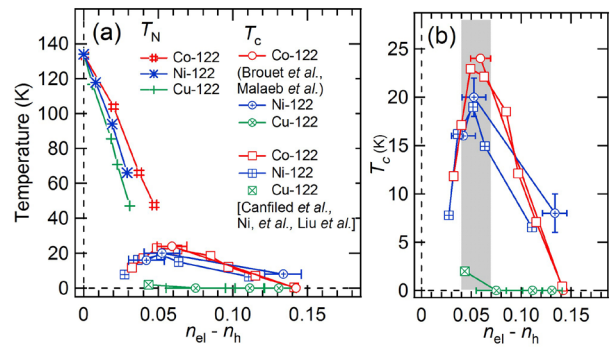 (a)
T_N
T_c
Co-122
Ni-122
Cu-122
Co-122
(Brouet et al.,
Malaeb et al.)
Ni-122
Cu-122
Co-122
Ni-122
Cu-122
[Canfiled et al.,
Ni, et al., Liu et al.]
Temperature (K)
140
120
100
80
60
40
20
0
0
0.05
0.10
0.15
n_el - n_h
(b)
T_c (K)
25
20
15
10
5
0
0.00
0.05
0.10
0.15
n_el - n_h